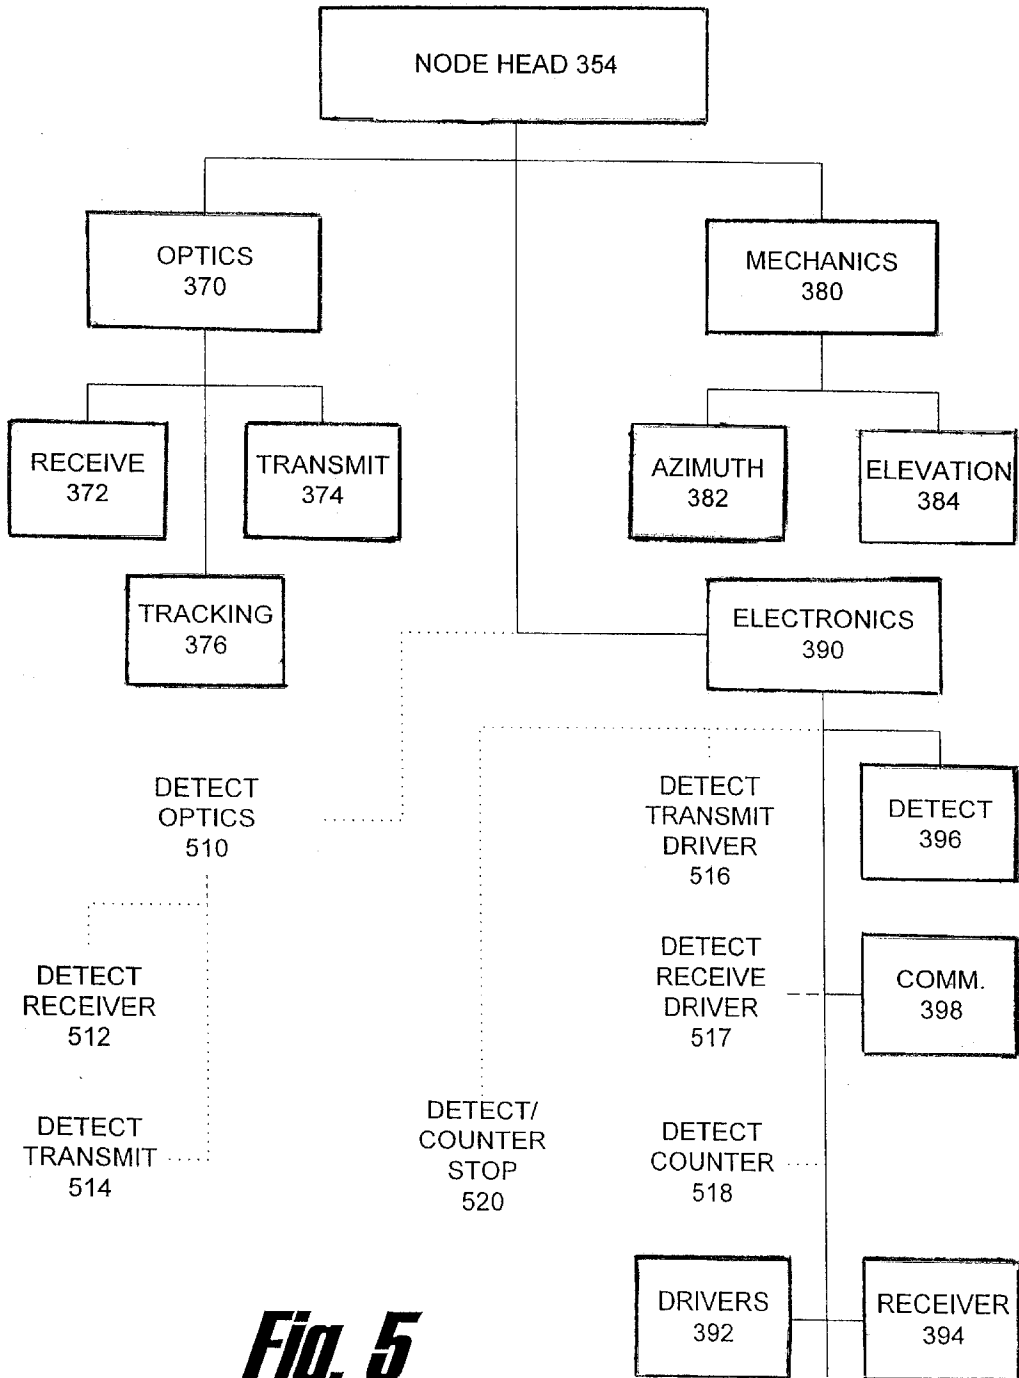 NODE HEAD 354
OPTICS
370
MECHANICS
380
RECEIVE
372
TRANSMIT
374
AZIMUTH
382
ELEVATION
384
TRACKING
376
ELECTRONICS
390
DETECT
OPTICS
510
DETECT
TRANSMIT
DRIVER
516
DETECT
396
DETECT
RECEIVER
512
DETECT
RECEIVE
DRIVER
517
COMM.
398
DETECT
TRANSMIT
514
DETECT/
COUNTER
STOP
520
DETECT
COUNTER
518
DRIVERS
392
RECEIVER
394
Fig. 5